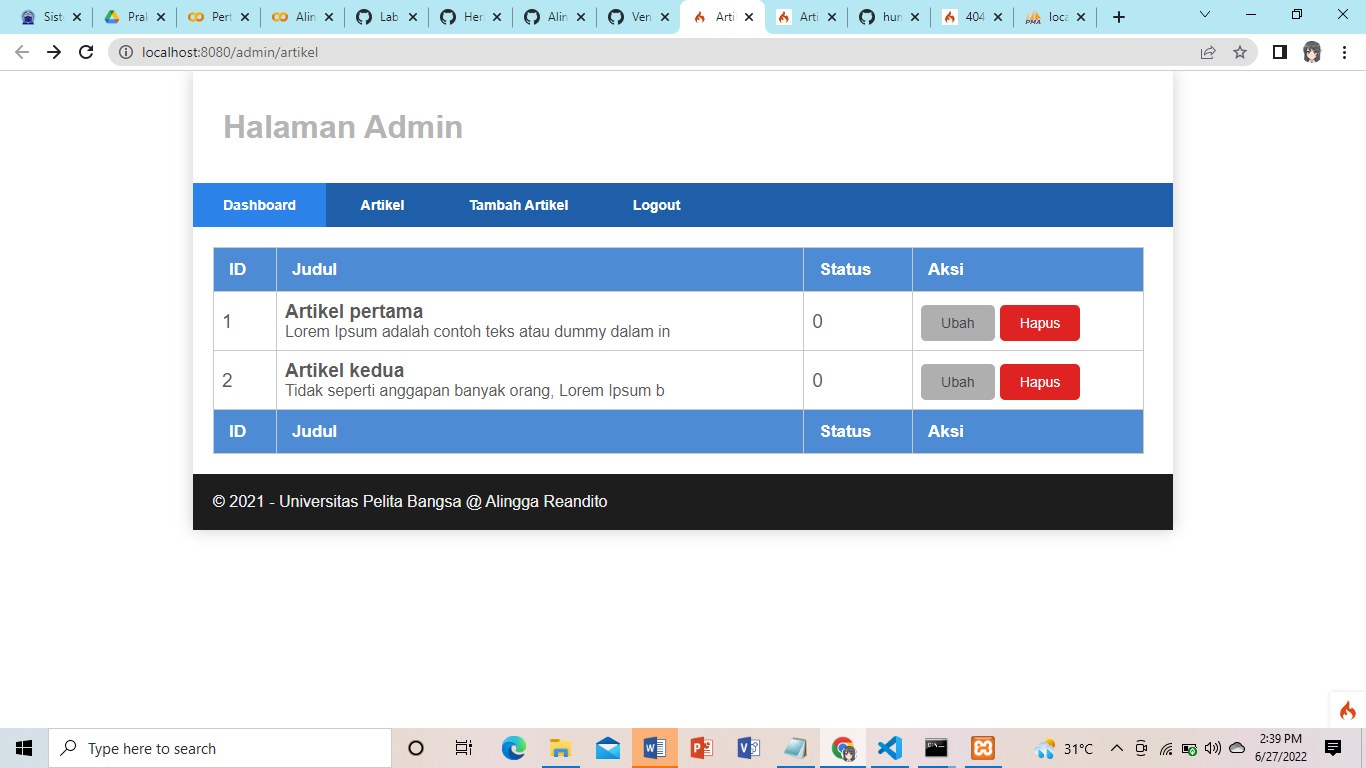 Sist
Prak
Pert
Alin
Lab
Her
Alin
Ven
Arti
Arti
404
loca
localhost:8080/admin/artikel
Halaman Admin
Dashboard Artikel Tambah Artikel Logout
ID Judul Status Aksi
1 Artikel pertama 0 Ubah Hapus
Lorem Ipsum adalah contoh teks atau dummy dalam in
2 Artikel kedua 0 Ubah Hapus
Tidak seperti anggapan banyak orang, Lorem Ipsum b
ID Judul Status Aksi
© 2021 - Universitas Pelita Bangsa @ Alingga Reandito
Type here to search
31°C
2:39 PM
6/27/2022